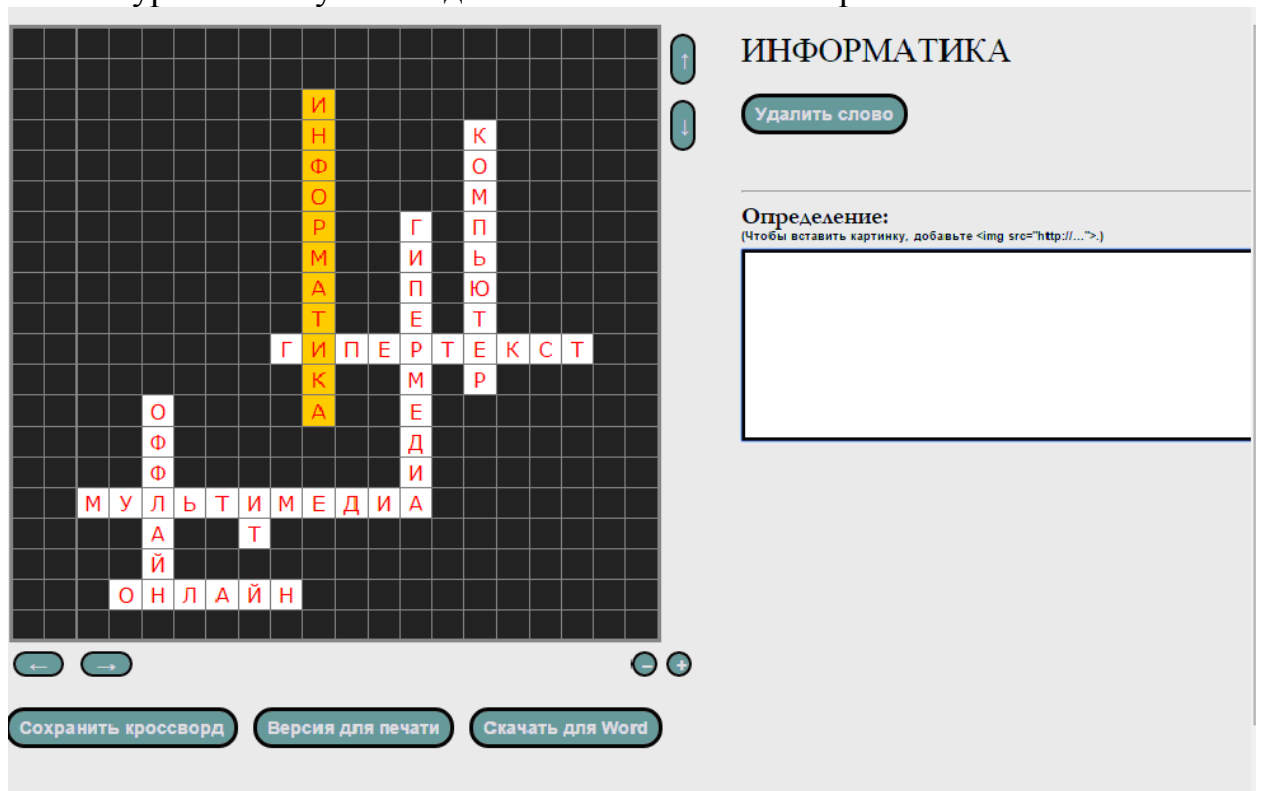 ИНФОРМАТИКА
КОМПЬЮТЕР
ГИПЕРМЕДИА
ГИПЕРТЕКСТ
ОФФЛАЙН
МУЛЬТИМЕДИА
ИТ
ОНЛАЙН
↑
↓
← → – +
Сохранить кроссворд Версия для печати Скачать для Word
ИНФОРМАТИКА
Удалить слово
Определение:
(Чтобы вставить картинку, добавьте <img src="http://...">.)